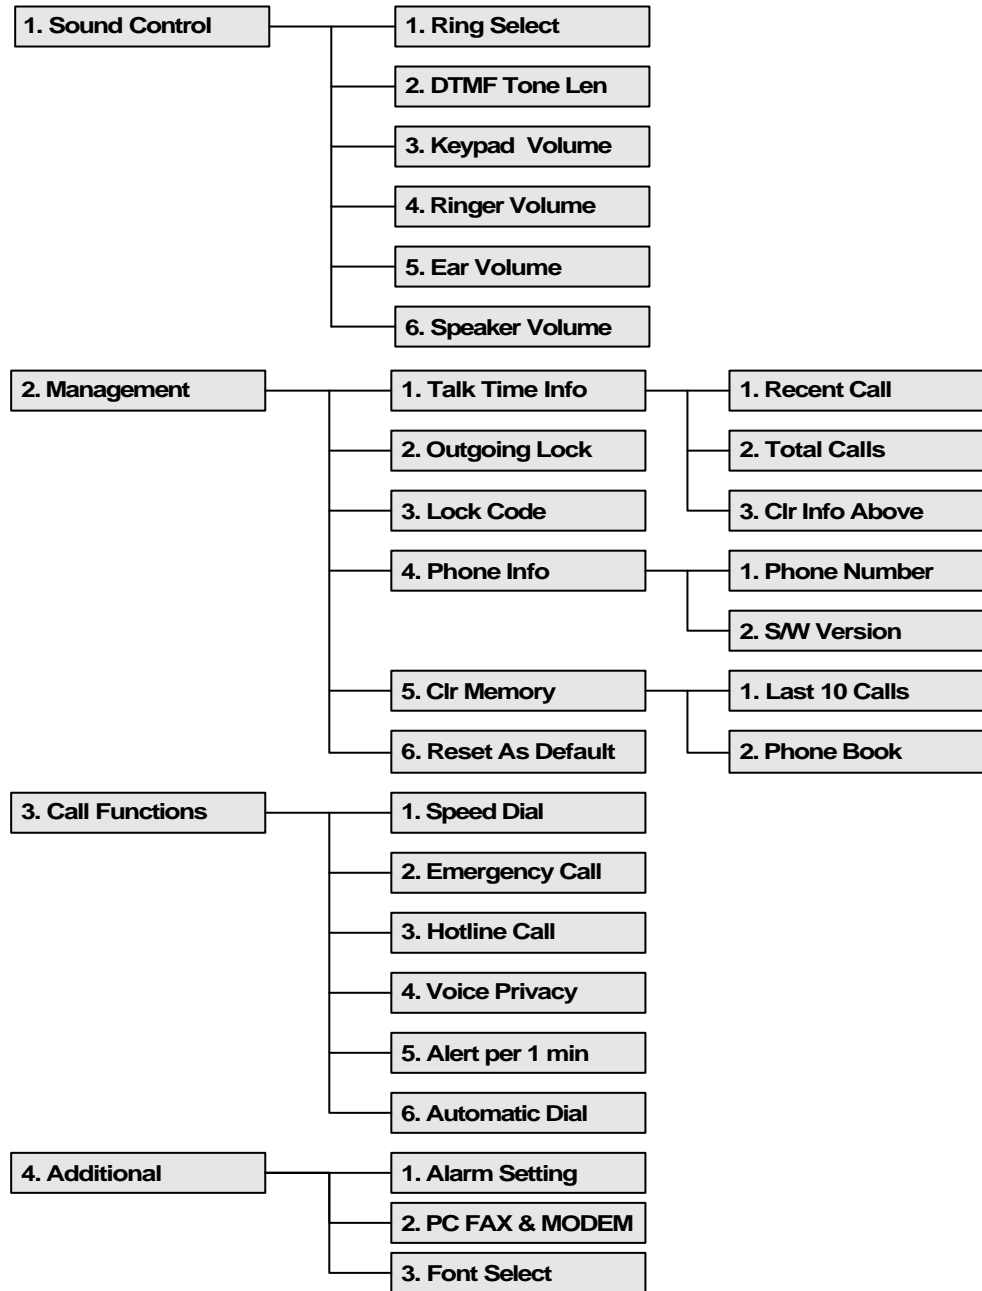 1. Sound Control
1. Ring Select
2. DTMF Tone Len
3. Keypad Volume
4. Ringer Volume
5. Ear Volume
6. Speaker Volume
2. Management
1. Talk Time Info
1. Recent Call
2. Total Calls
3. Clr Info Above
2. Outgoing Lock
3. Lock Code
4. Phone Info
1. Phone Number
2. S/W Version
5. Clr Memory
1. Last 10 Calls
2. Phone Book
6. Reset As Default
3. Call Functions
1. Speed Dial
2. Emergency Call
3. Hotline Call
4. Voice Privacy
5. Alert per 1 min
6. Automatic Dial
4. Additional
1. Alarm Setting
2. PC FAX & MODEM
3. Font Select